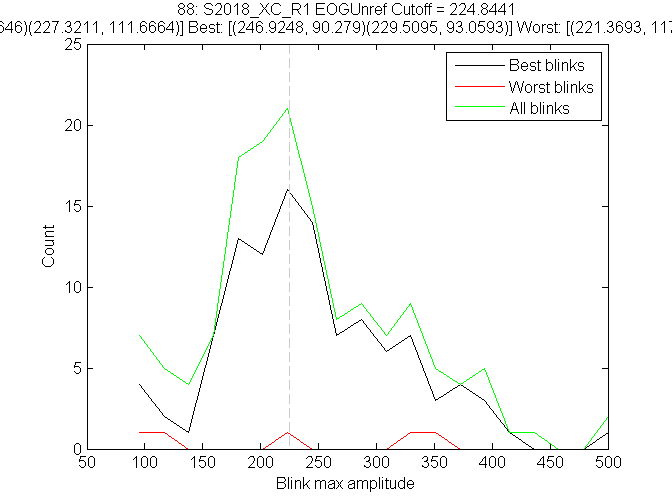 88: S2018_XC_R1 EOGUnref Cutoff = 224.8441
646)(227.3211, 111.6664)] Best: [(246.9248, 90.279)(229.5095, 93.0593)] Worst: [(221.3693, 117
25
20
15
10
5
0
Count
Best blinks
Worst blinks
All blinks
50 100 150 200 250 300 350 400 450 500
Blink max amplitude